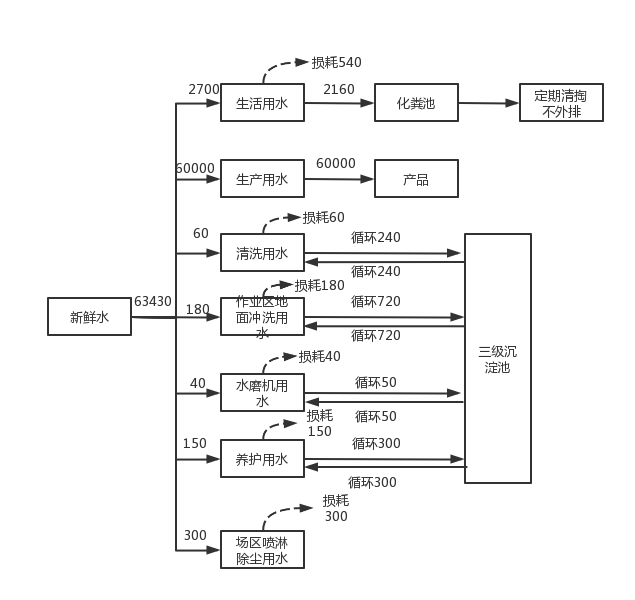 损耗540
2700
生活用水
2160
化粪池
定期清掏
不外排
60000
生产用水
60000
产品
损耗60
60
清洗用水
循环240
循环240
损耗180
新鲜水
63430
180
作业区地
面冲洗用
水
循环720
循环720
三级沉
淀池
损耗40
40
水磨机用
水
循环50
循环50
损耗
150
150
养护用水
循环300
循环300
损耗
300
300
场区喷淋
除尘用水